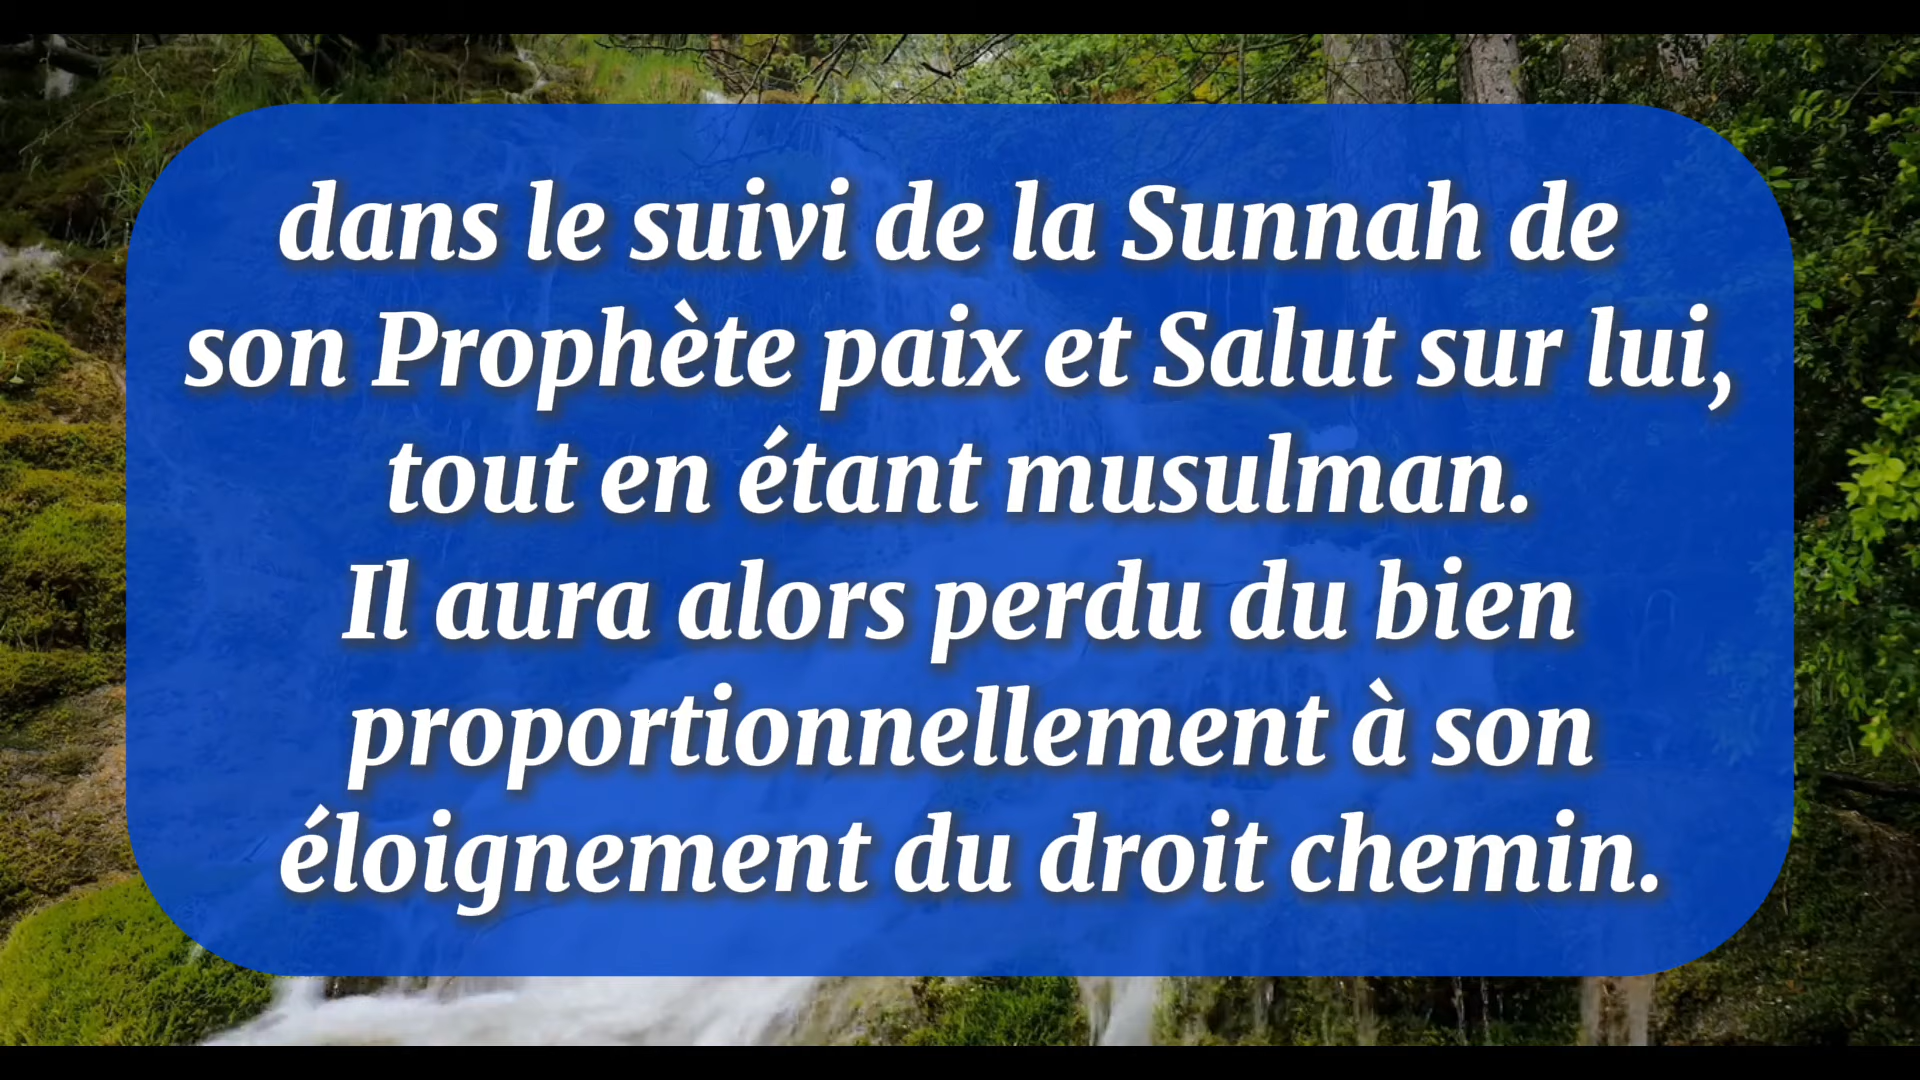 dans le suivi de la Sunnah de
son Prophète paix et Salut sur lui,
tout en étant musulman.
Il aura alors perdu du bien
proportionnellement à son
éloignement du droit chemin.